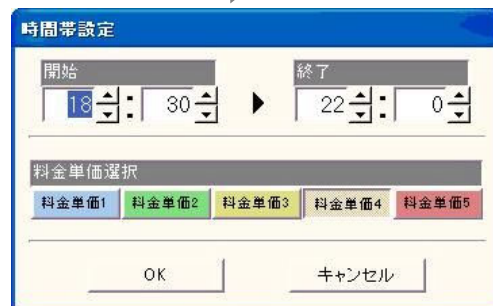 時間帯設定
開始 終了
18 : 30 ▶ 22 : 0
料金単価選択
料金単価1 料金単価2 料金単価3 料金単価4 料金単価5
OK キャンセル